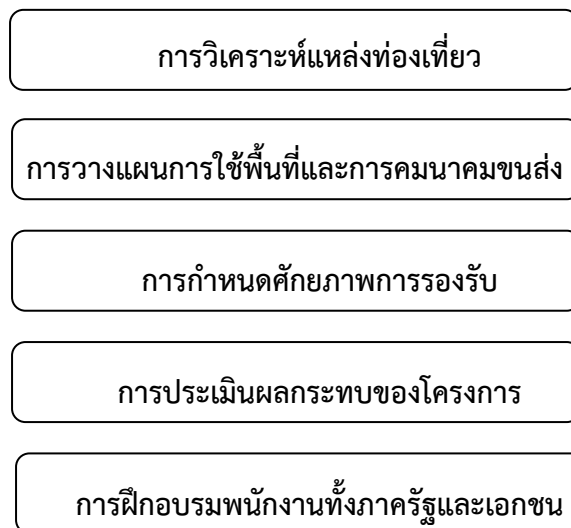 การวิเคราะห์แหล่งท่องเที่ยว
การวางแผนการใช้พื้นที่และการคมนาคมขนส่ง
การกำหนดศักยภาพการรองรับ
การประเมินผลกระทบของโครงการ
การฝึกอบรมพนักงานทั้งภาครัฐและเอกชน